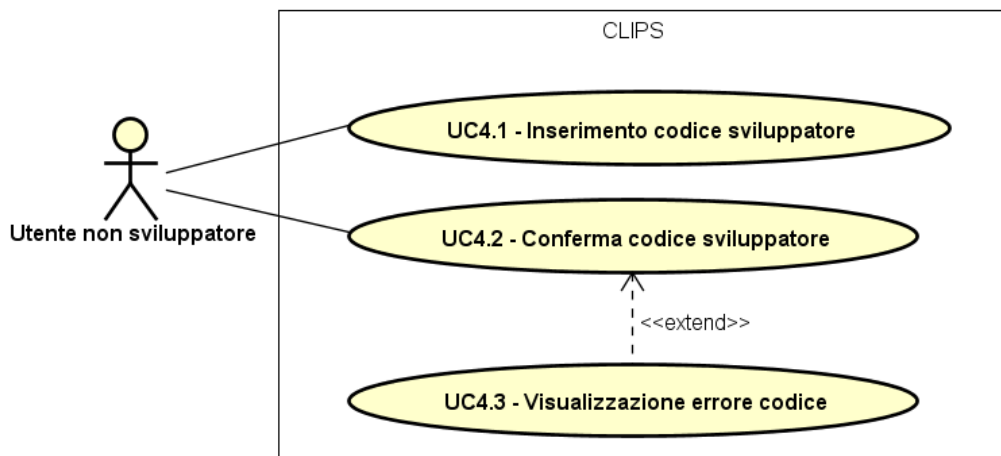 CLIPS
UC4.1 - Inserimento codice sviluppatore
Utente non sviluppatore
UC4.2 - Conferma codice sviluppatore
<<extend>>
UC4.3 - Visualizzazione errore codice